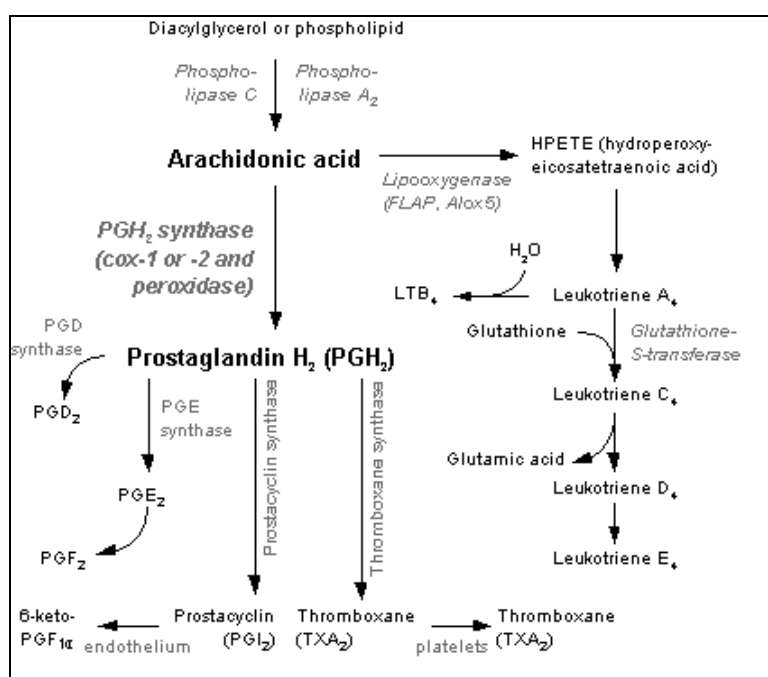 Diacylglycerol or phospholipid
Phospho-
lipase C
Phospho-
lipase A₂
Arachidonic acid
HPETE (hydroperoxy-
eicosatetraenoic acid)
Lipooxygenase
(FLAP, Alox5)
PGH₂ synthase
(cox-1 or -2 and
peroxidase)
H₂O
LTB₄
Leukotriene A₄
PGD
synthase
Glutathione
Glutathione-
S-transferase
Prostaglandin H₂ (PGH₂)
PGD₂
PGE
synthase
Prostacyclin synthase
Thromboxane synthase
Leukotriene C₄
Glutamic acid
PGE₂
Leukotriene D₄
PGF₂
Leukotriene E₄
6-keto-
PGF₁α
endothelium
Prostacyclin
(PGI₂)
Thromboxane
(TXA₂)
platelets
Thromboxane
(TXA₂)